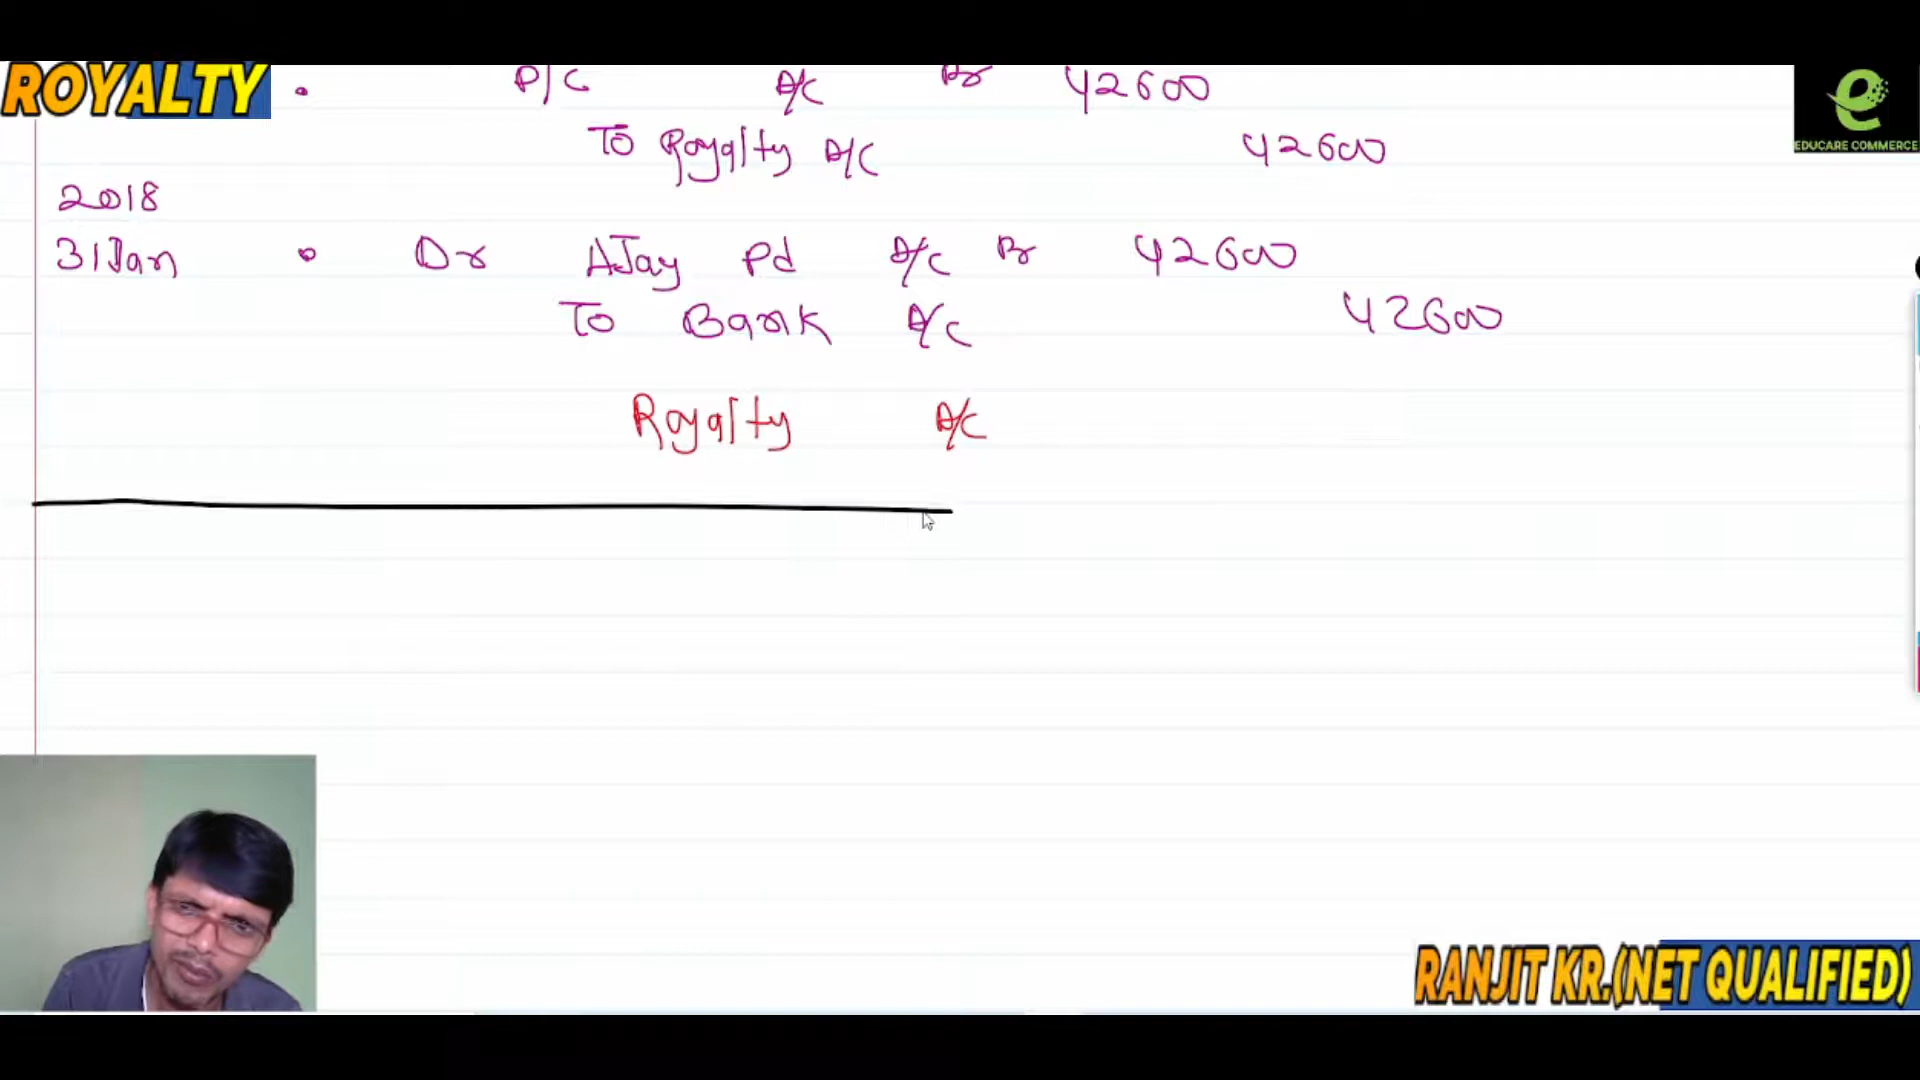 ROYALTY
P/C A/C Dr 42600
To Royalty A/C 42600
2018
31 Jan Dr AJay Pd A/C Dr 42600
To Bank A/C 42600
Royalty A/C
e
EDUCARE COMMERCE
RANJIT KR.(NET QUALIFIED)